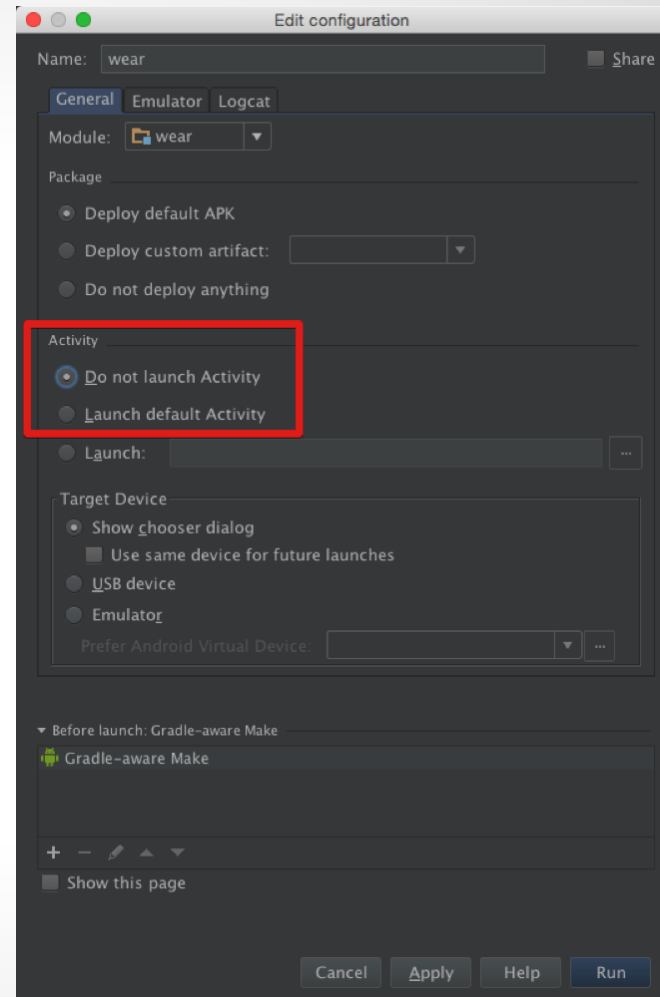 Edit configuration
Name: wear Share
General Emulator Logcat
Module: wear
Package
Deploy default APK
Deploy custom artifact:
Do not deploy anything
Activity
Do not launch Activity
Launch default Activity
Launch: ...
Target Device
Show chooser dialog
Use same device for future launches
USB device
Emulator
Prefer Android Virtual Device: ...
Before launch: Gradle-aware Make
Gradle-aware Make
Show this page
Cancel Apply Help Run